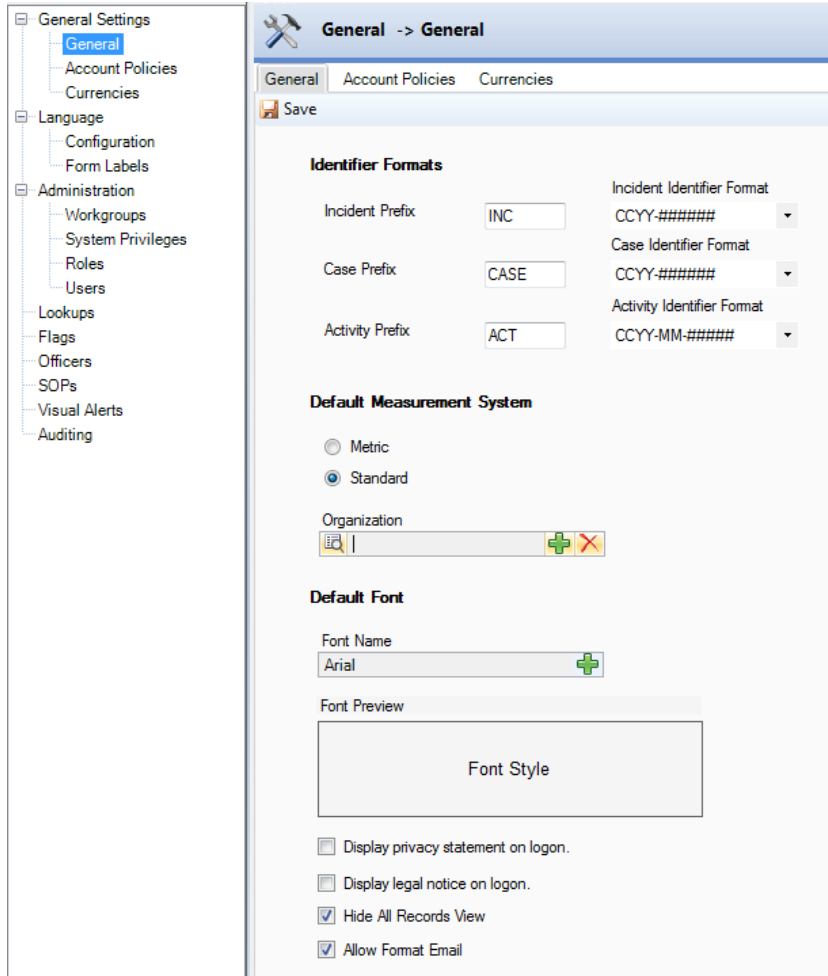 General Settings
General
Account Policies
Currencies
Language
Configuration
Form Labels
Administration
Workgroups
System Privileges
Roles
Users
Lookups
Flags
Officers
SOPs
Visual Alerts
Auditing
General -> General
General Account Policies Currencies
Save
Identifier Formats
Incident Identifier Format
Incident Prefix INC CCYY-######
Case Identifier Format
Case Prefix CASE CCYY-######
Activity Identifier Format
Activity Prefix ACT CCYY-MM-#####
Default Measurement System
Metric
Standard
Organization
Default Font
Font Name
Arial
Font Preview
Font Style
Display privacy statement on logon.
Display legal notice on logon.
Hide All Records View
Allow Format Email